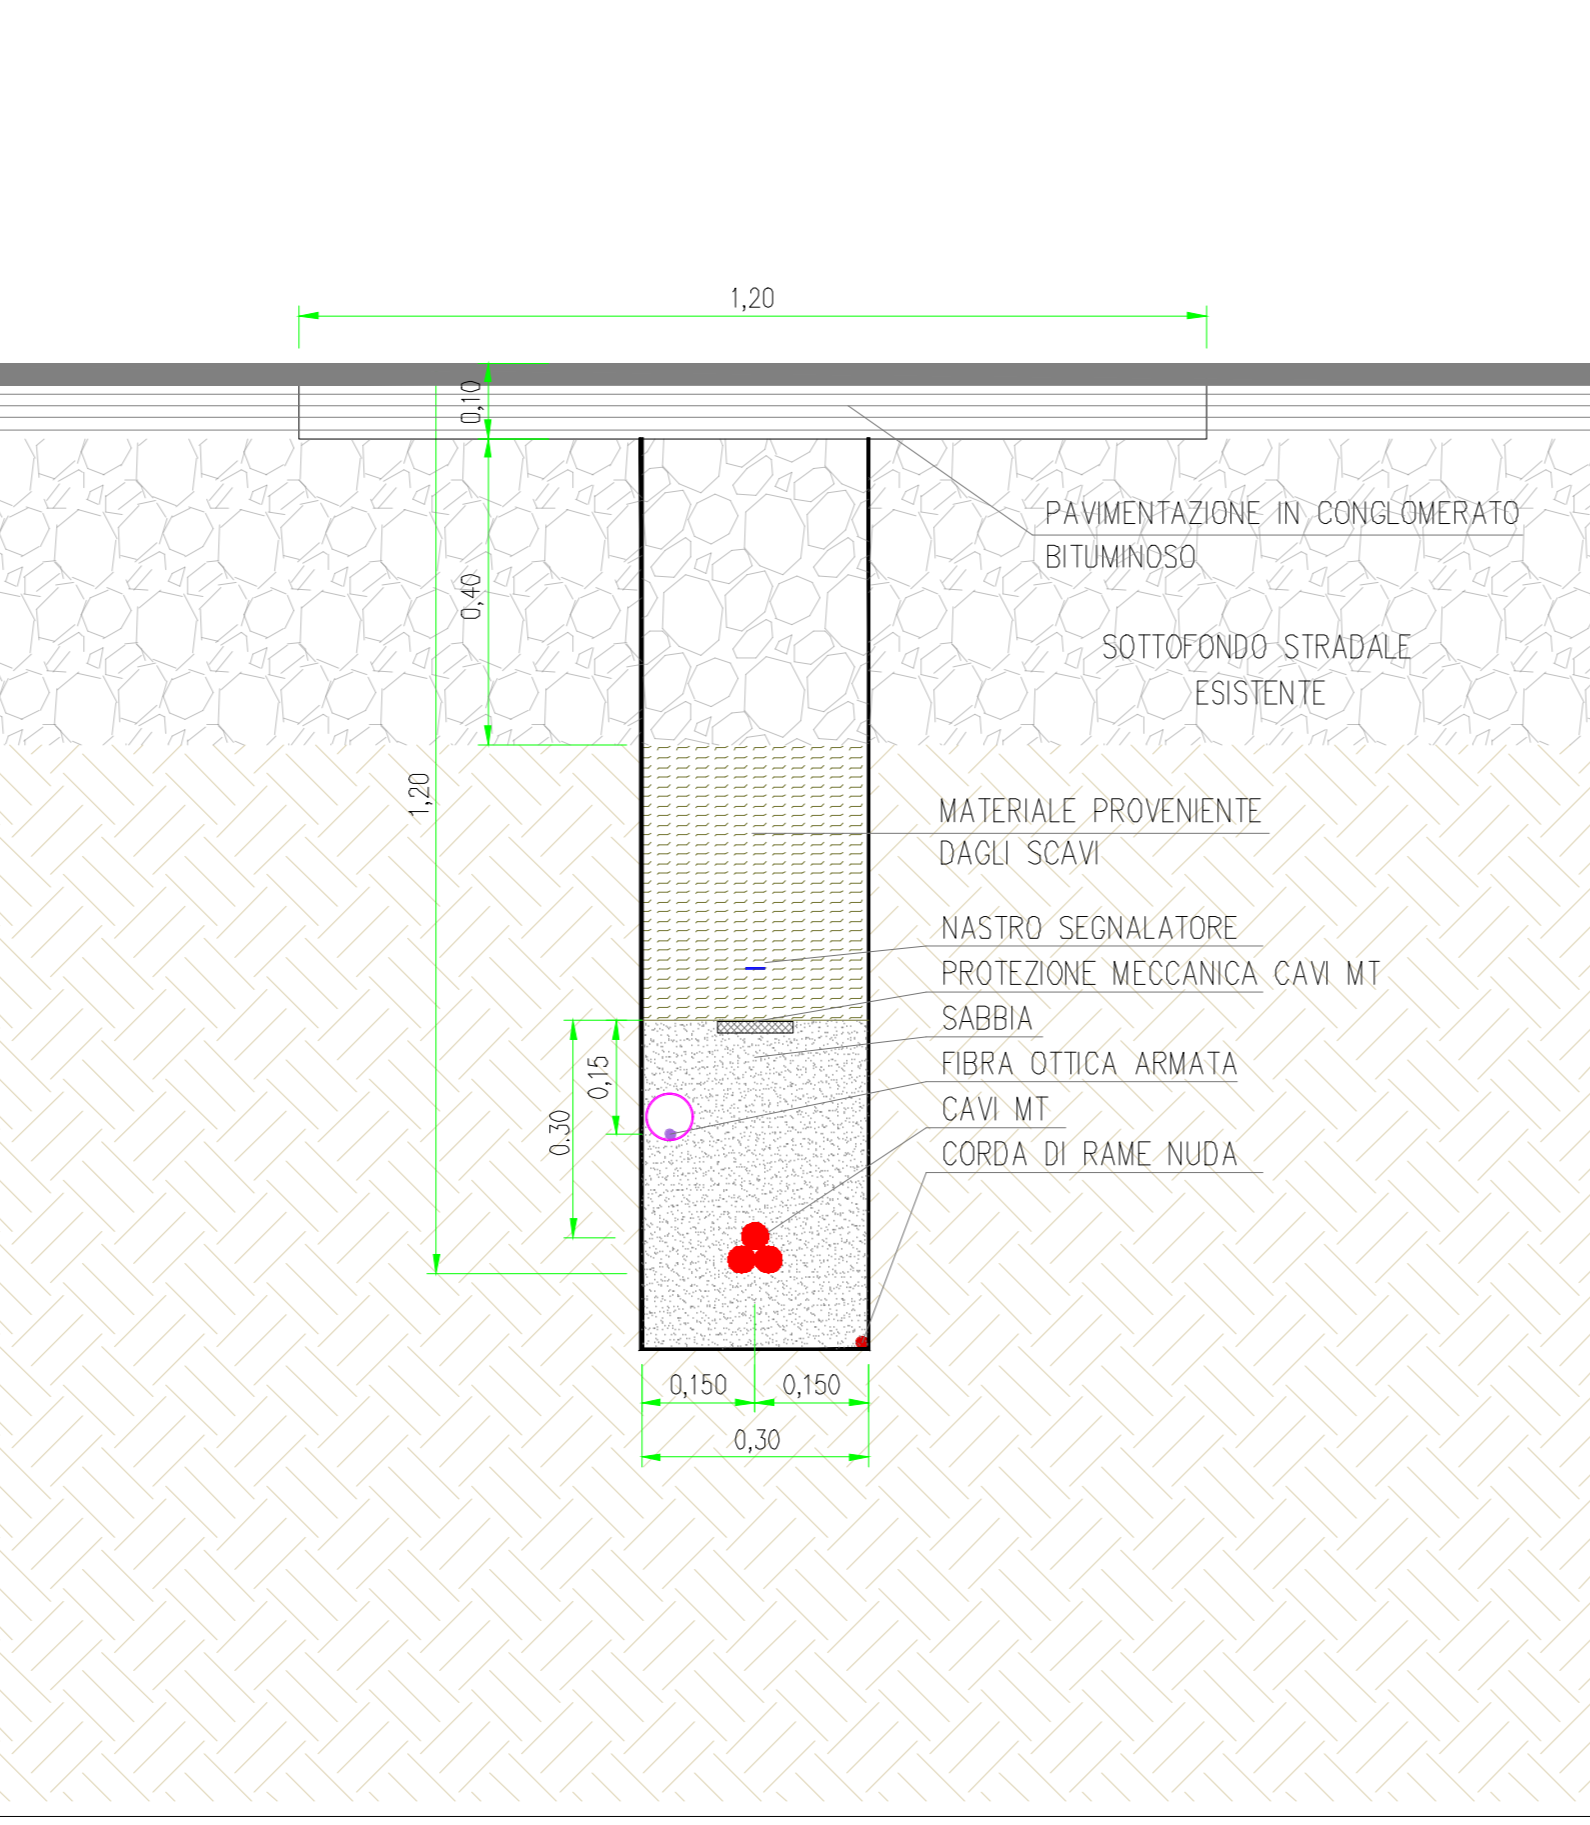 1,20
0,10
PAVIMENTAZIONE IN CONGLOMERATO
BITUMINOSO
0,40
SOTTOFONDO STRADALE
ESISTENTE
1,20
MATERIALE PROVENIENTE
DAGLI SCAVI
NASTRO SEGNALATORE
PROTEZIONE MECCANICA CAVI MT
SABBIA
0,15
FIBRA OTTICA ARMATA
0.30
CAVI MT
CORDA DI RAME NUDA
0,150 0,150
0,30